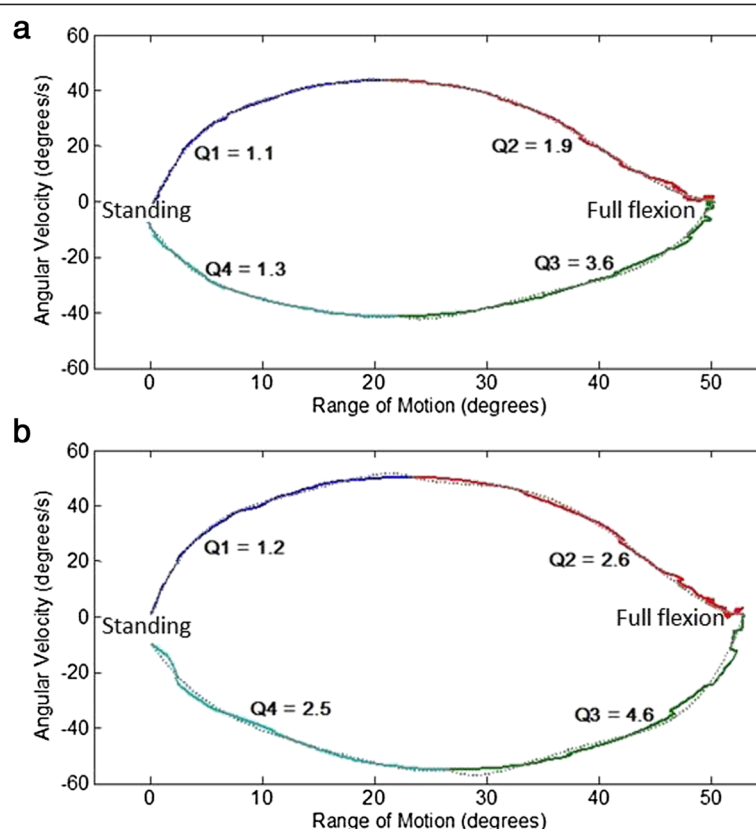 a
60
40
20
0
-20
-40
-60
Angular Velocity (degrees/s)
Q1 = 1.1
Q2 = 1.9
Standing
Full flexion
Q4 = 1.3
Q3 = 3.6
0 10 20 30 40 50
Range of Motion (degrees)
b
60
40
20
0
-20
-40
-60
Angular Velocity (degrees/s)
Q1 = 1.2
Q2 = 2.6
Standing
Full flexion
Q4 = 2.5
Q3 = 4.6
0 10 20 30 40 50
Range of Motion (degrees)